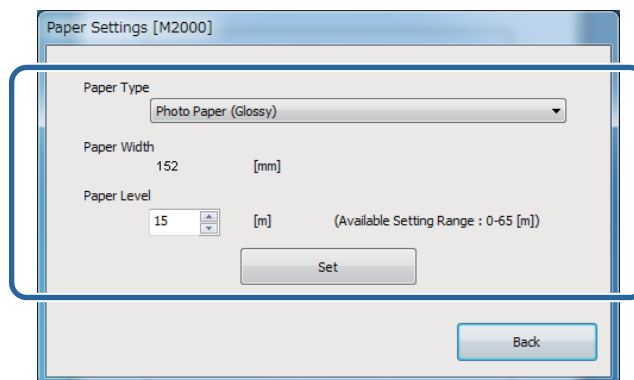 Paper Settings [M2000]
Paper Type
Photo Paper (Glossy)
Paper Width
152 [mm]
Paper Level
15 [m] (Available Setting Range : 0-65 [m])
Set
Back